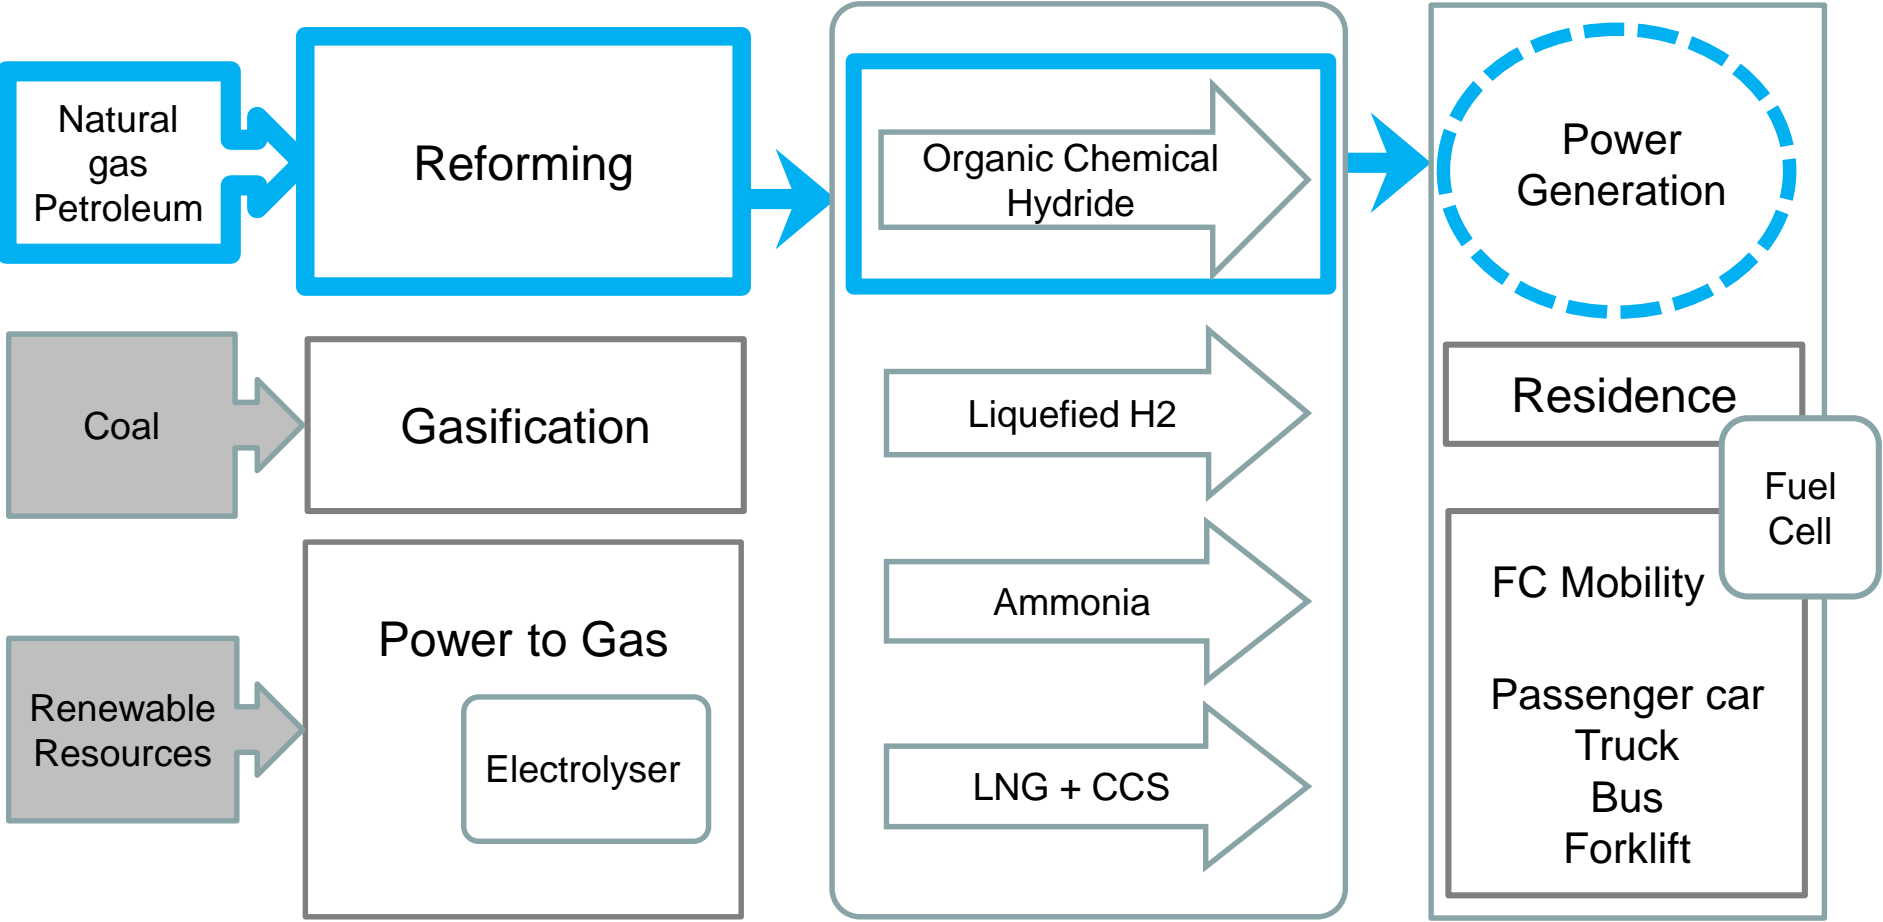 Natural
gas
Petroleum
Reforming
Organic Chemical
Hydride
Power
Generation
Coal
Gasification
Liquefied H2
Residence
Fuel
Cell
Renewable
Resources
Power to Gas
Electrolyser
Ammonia
LNG + CCS
FC Mobility
Passenger car
Truck
Bus
Forklift